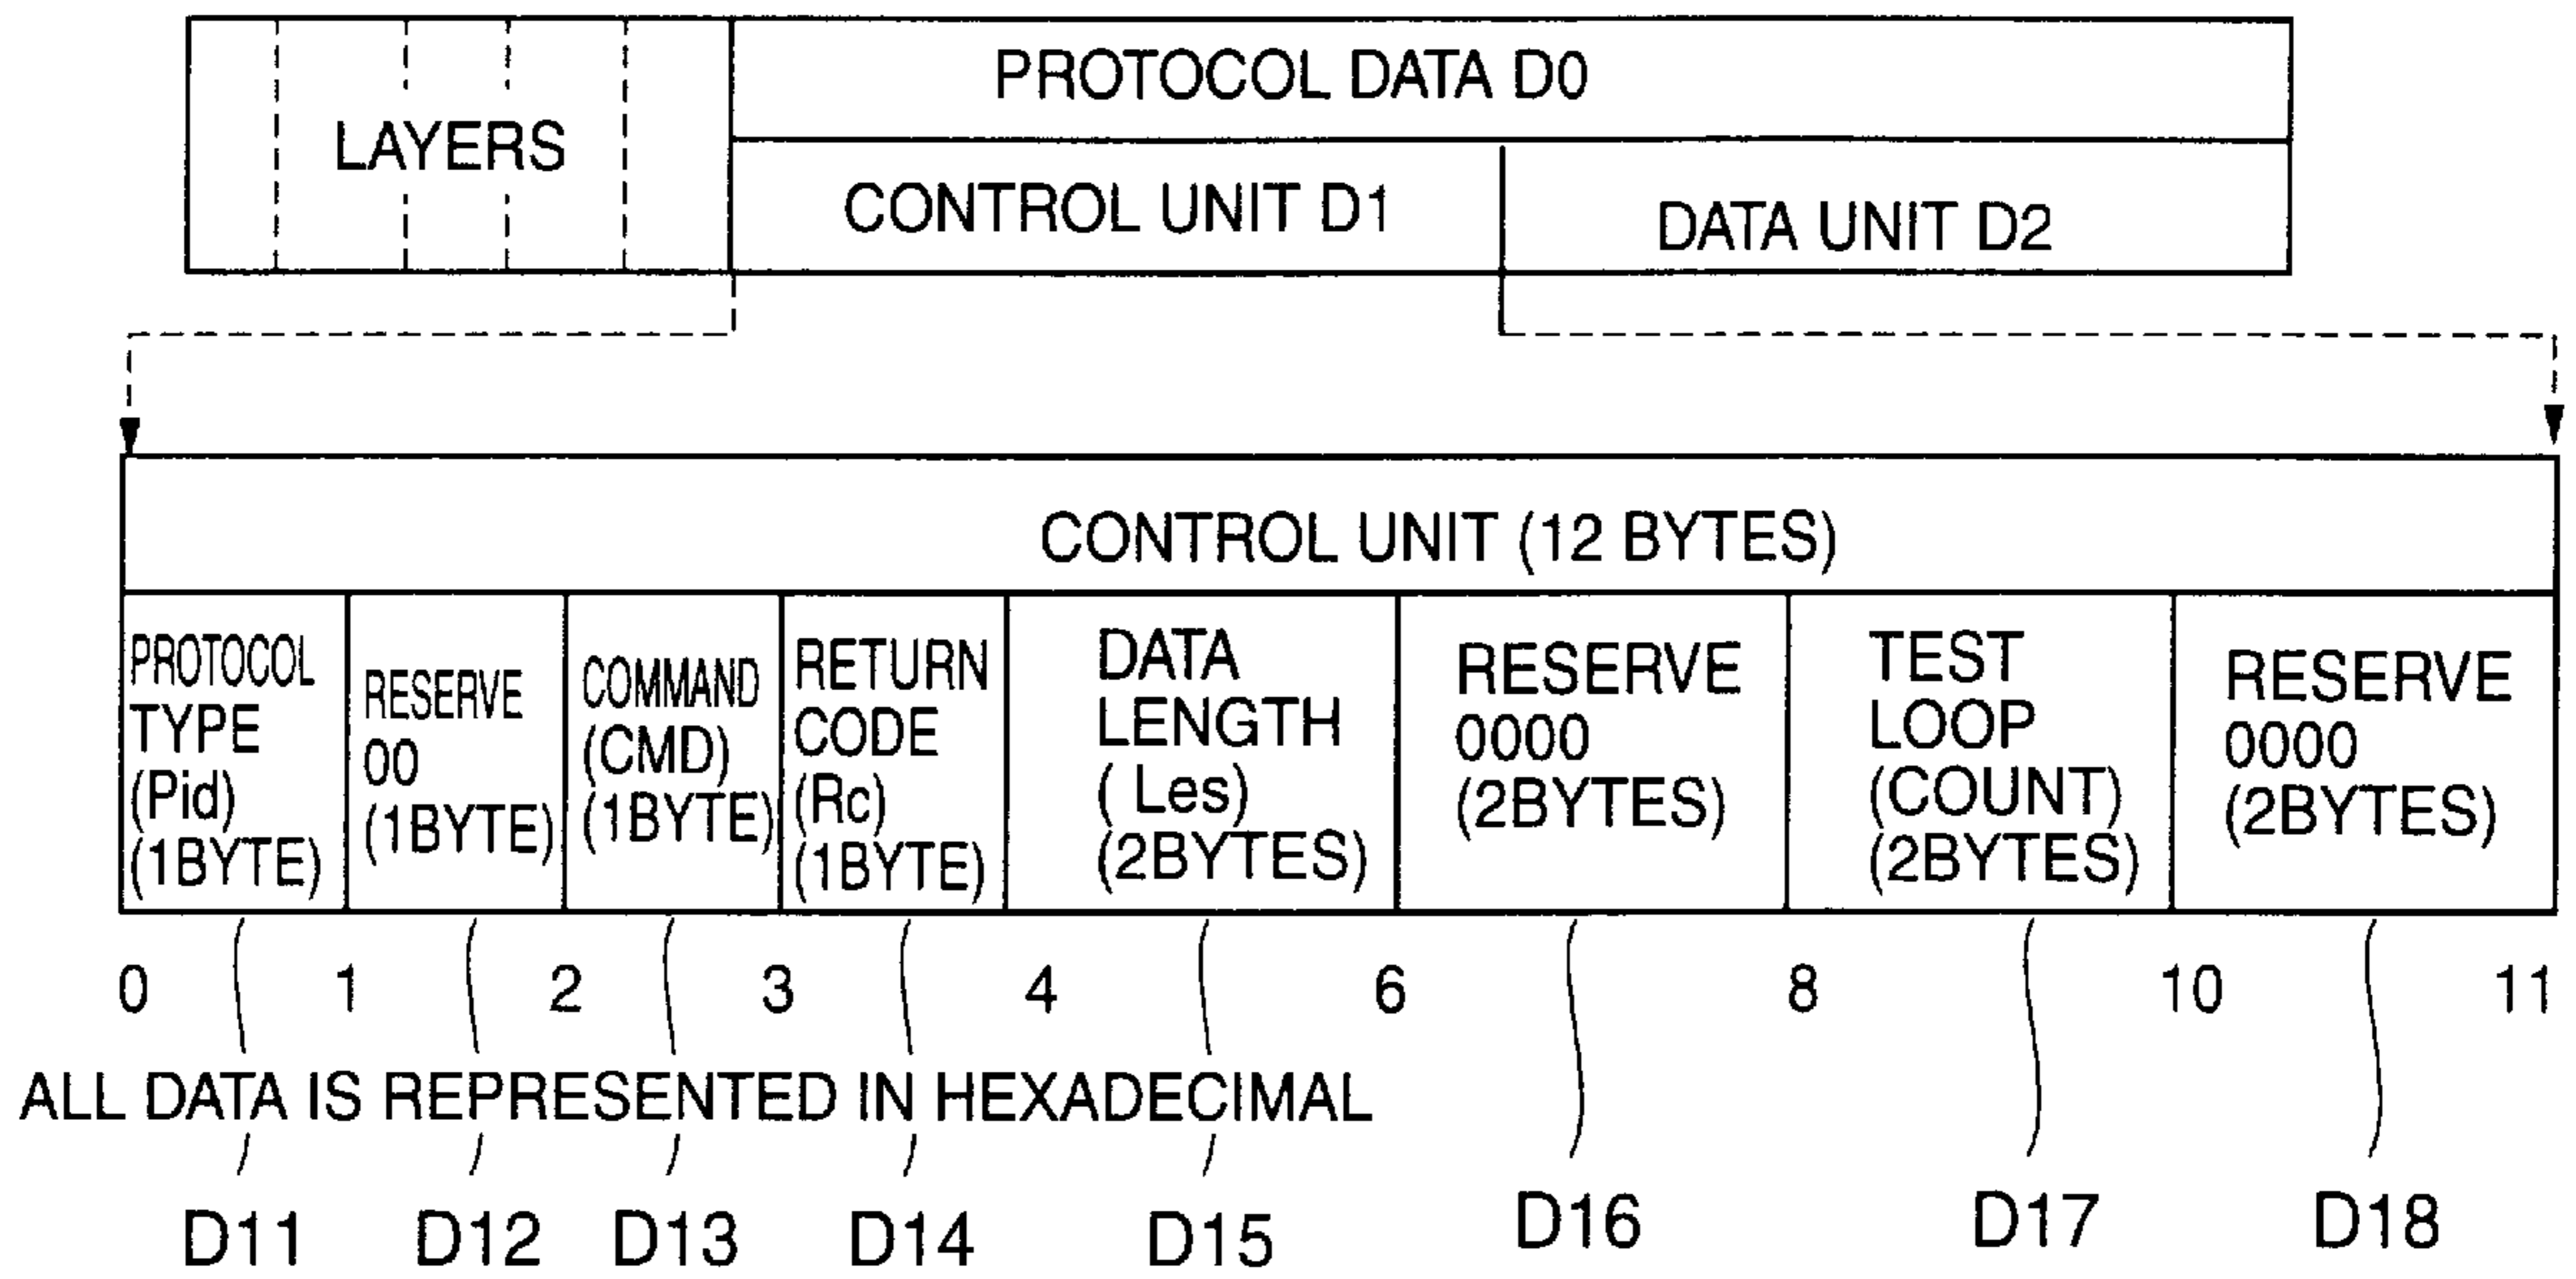 LAYERS
PROTOCOL DATA D0
CONTROL UNIT D1
DATA UNIT D2
CONTROL UNIT (12 BYTES)
PROTOCOL
TYPE
(Pid)
(1BYTE)
RESERVE
00
(1BYTE)
COMMAND
(CMD)
(1BYTE)
RETURN
CODE
(Rc)
(1BYTE)
DATA
LENGTH
( Les)
(2BYTES)
RESERVE
0000
(2BYTES)
TEST
LOOP
(COUNT)
(2BYTES)
RESERVE
0000
(2BYTES)
0 1 2 3 4 6 8 10 11
ALL DATA IS REPRESENTED IN HEXADECIMAL
D11 D12 D13 D14 D15 D16 D17 D18